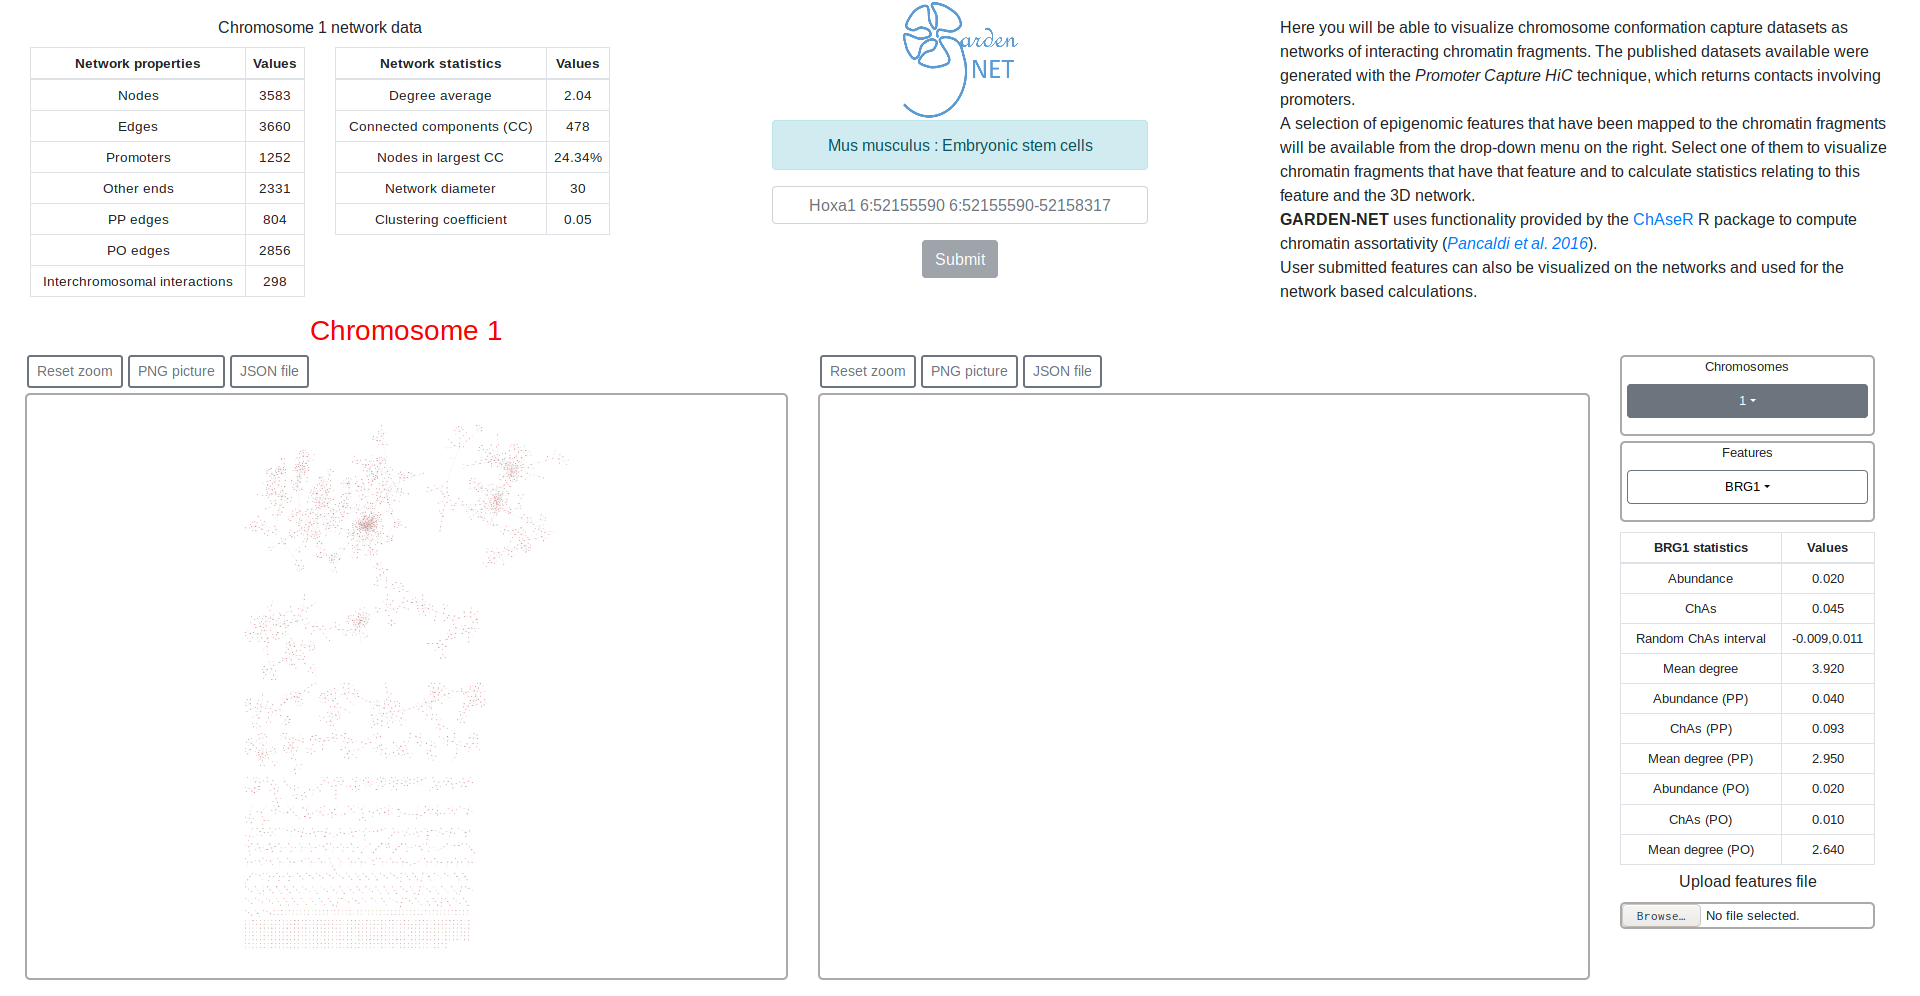 Chromosome 1 network data
Network properties Values
Nodes 3583
Edges 3660
Promoters 1252
Other ends 2331
PP edges 804
PO edges 2856
Interchromosomal interactions 298
Network statistics Values
Degree average 2.04
Connected components (CC) 478
Nodes in largest CC 24.34%
Network diameter 30
Clustering coefficient 0.05
arden
NET
Mus musculus : Embryonic stem cells
Hoxa1 6:52155590 6:52155590-52158317
Submit
Here you will be able to visualize chromosome conformation capture datasets as
networks of interacting chromatin fragments. The published datasets available were
generated with the Promoter Capture HiC technique, which returns contacts involving
promoters.
A selection of epigenomic features that have been mapped to the chromatin fragments
will be available from the drop-down menu on the right. Select one of them to visualize
chromatin fragments that have that feature and to calculate statistics relating to this
feature and the 3D network.
GARDEN-NET uses functionality provided by the ChAseR R package to compute
chromatin assortativity (Pancaldi et al. 2016).
User submitted features can also be visualized on the networks and used for the
network based calculations.
Chromosome 1
Reset zoom PNG picture JSON file
Reset zoom PNG picture JSON file
Chromosomes
1
Features
BRG1
BRG1 statistics Values
Abundance 0.020
ChAs 0.045
Random ChAs interval -0.009,0.011
Mean degree 3.920
Abundance (PP) 0.040
ChAs (PP) 0.093
Mean degree (PP) 2.950
Abundance (PO) 0.020
ChAs (PO) 0.010
Mean degree (PO) 2.640
Upload features file
Browse… No file selected.